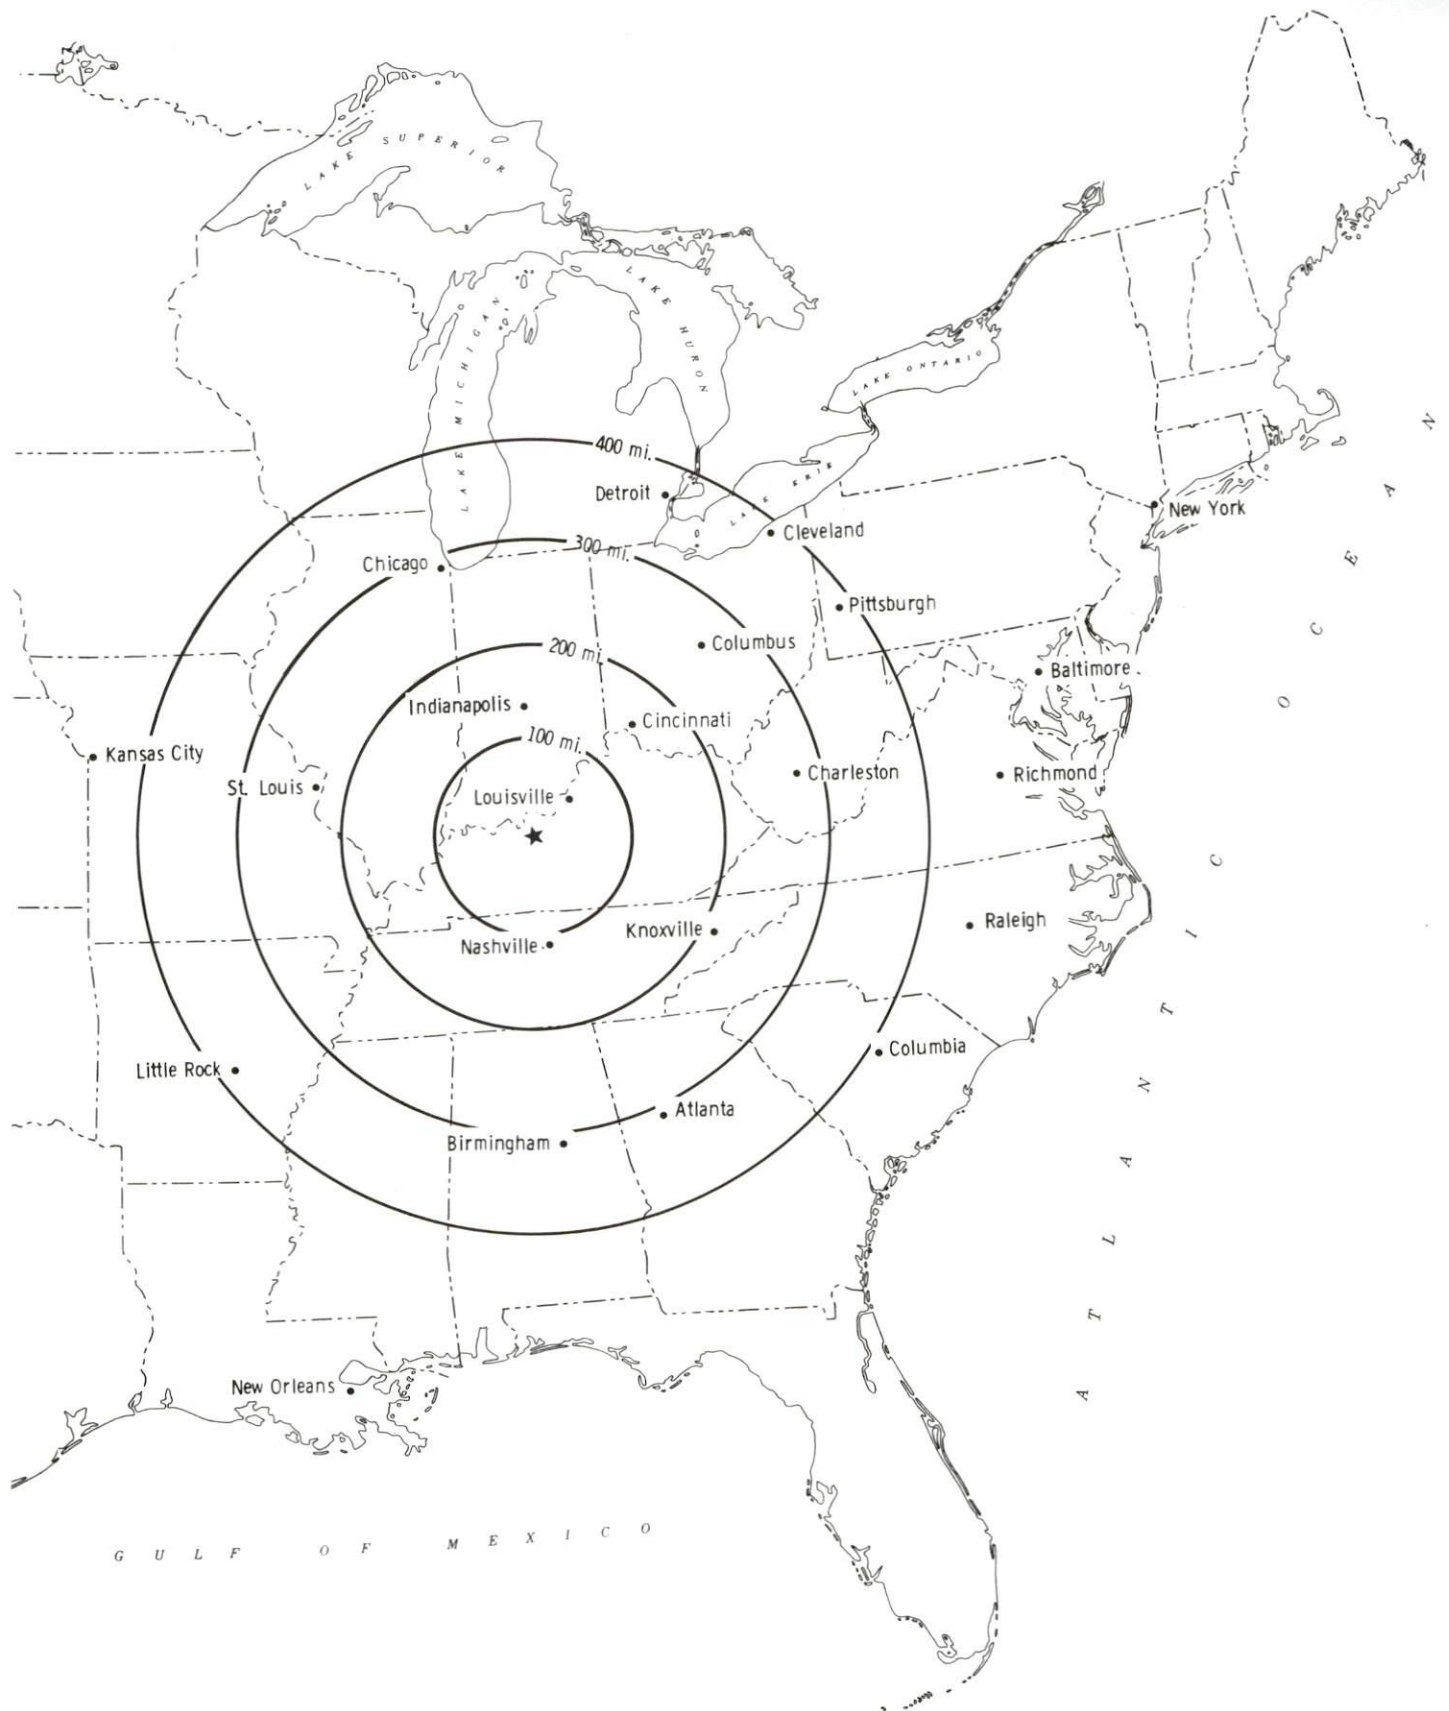 LAKE SUPERIOR
LAKE MICHIGAN
LAKE HURON
LAKE ONTARIO
LAKE ERIE
400 mi.
Detroit
New York
Cleveland
300 mi.
Chicago
Pittsburgh
Columbus
200 mi.
Baltimore
Indianapolis
Cincinnati
100 mi.
Kansas City
Charleston
Richmond
St. Louis
Louisville
Raleigh
Knoxville
Nashville
Columbia
Little Rock
Atlanta
Birmingham
New Orleans
ATLANTIC OCEAN
GULF OF MEXICO